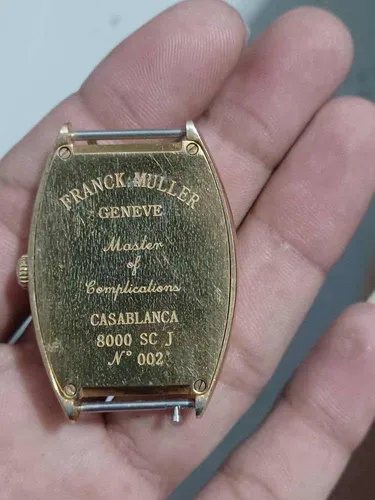 FRANCK MULLER
GENEVE
Master
of
Complications
CASABLANCA
8000 SC J
N° 002